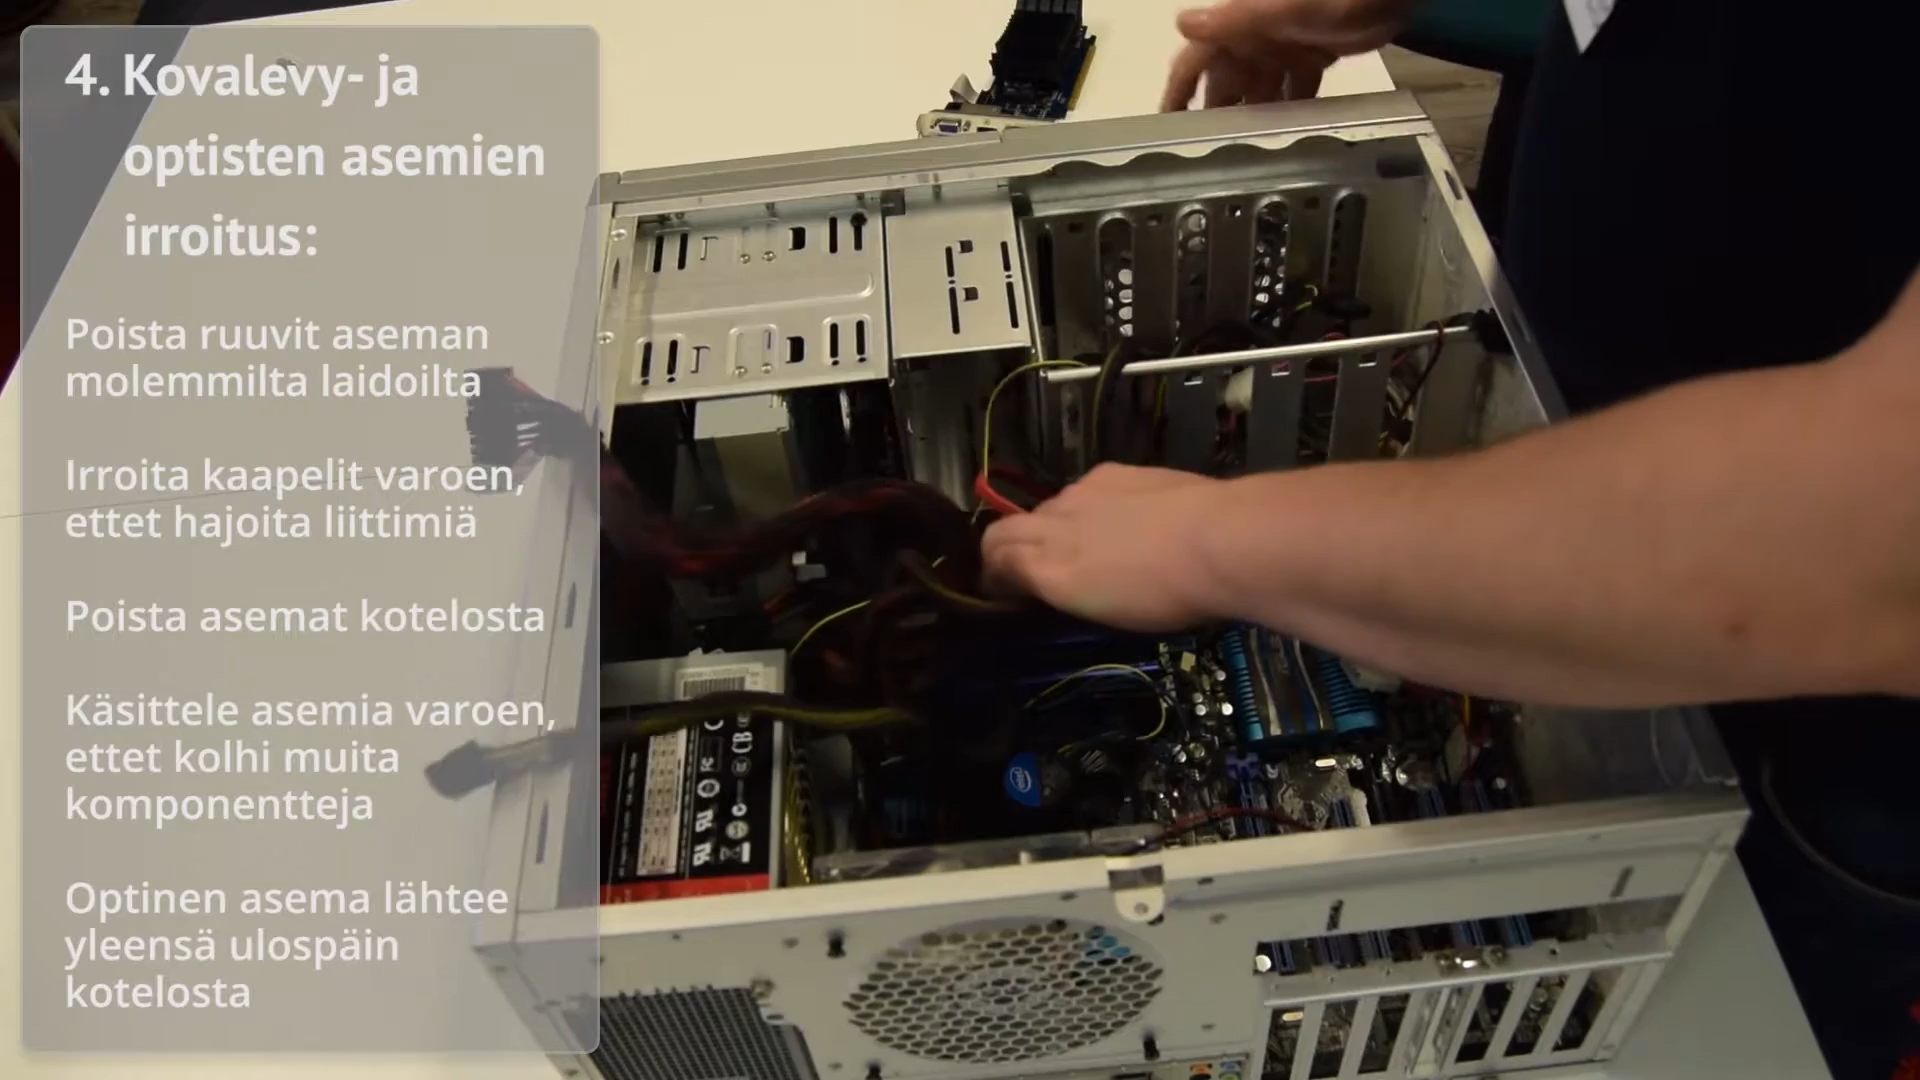 4. Kovalevy- ja
optisten asemien
irroitus:
Poista ruuvit aseman
molemmilta laidoilta
Irroita kaapelit varoen,
ettet hajoita liittimiä
Poista asemat kotelosta
Käsittele asemia varoen,
ettet kolhi muita
komponentteja
Optinen asema lähtee
yleensä ulospäin
kotelosta
intel